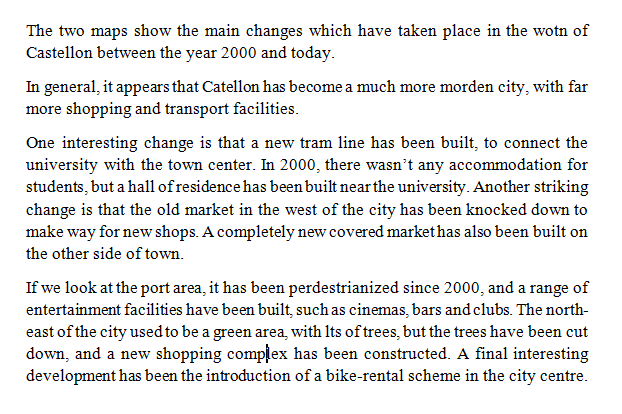 The two maps show the main changes which have taken place in the wotn of
Castellon between the year 2000 and today.
In general, it appears that Catellon has become a much more morden city, with far
more shopping and transport facilities.
One interesting change is that a new tram line has been built, to connect the
university with the town center. In 2000, there wasn't any accommodation for
students, but a hall of residence has been built near the university. Another striking
change is that the old market in the west of the city has been knocked down to
make way for new shops. A completely new covered market has also been built on
the other side of town.
If we look at the port area, it has been perdestrianized since 2000, and a range of
entertainment facilities have been built, such as cinemas, bars and clubs. The north-
east of the city used to be a green area, with lts of trees, but the trees have been cut
down, and a new shopping complex has been constructed. A final interesting
development has been the introduction of a bike-rental scheme in the city centre.